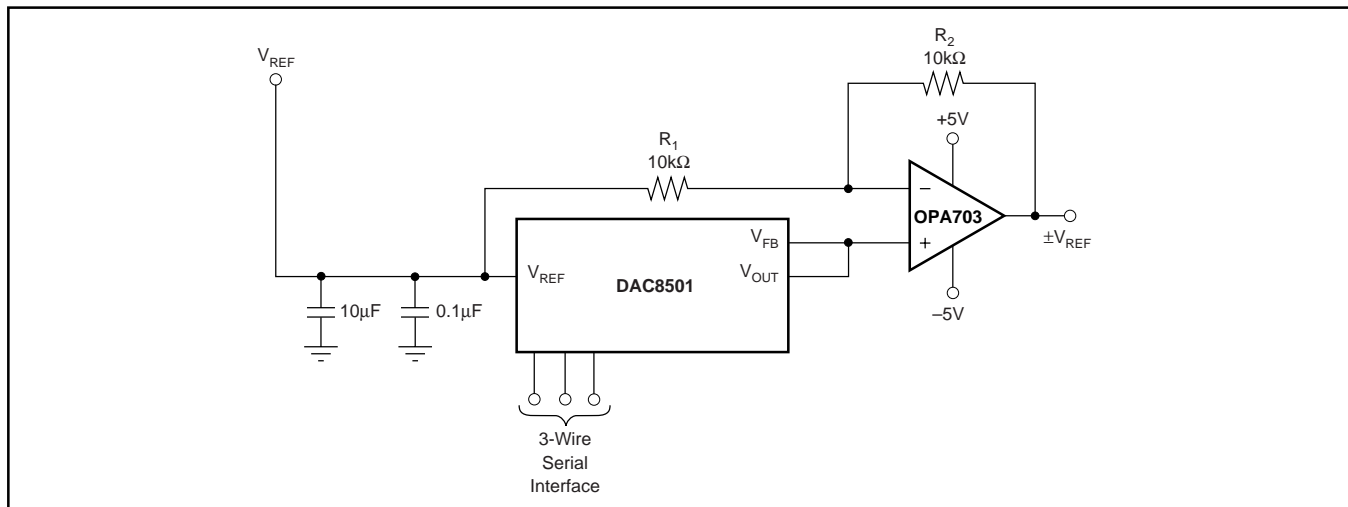 V_REF
R_2
10kΩ
+5V
R_1
10kΩ
–
OPA703
+
±V_REF
–5V
V_FB
V_OUT
V_REF
DAC8501
10µF
0.1µF
3-Wire
Serial
Interface